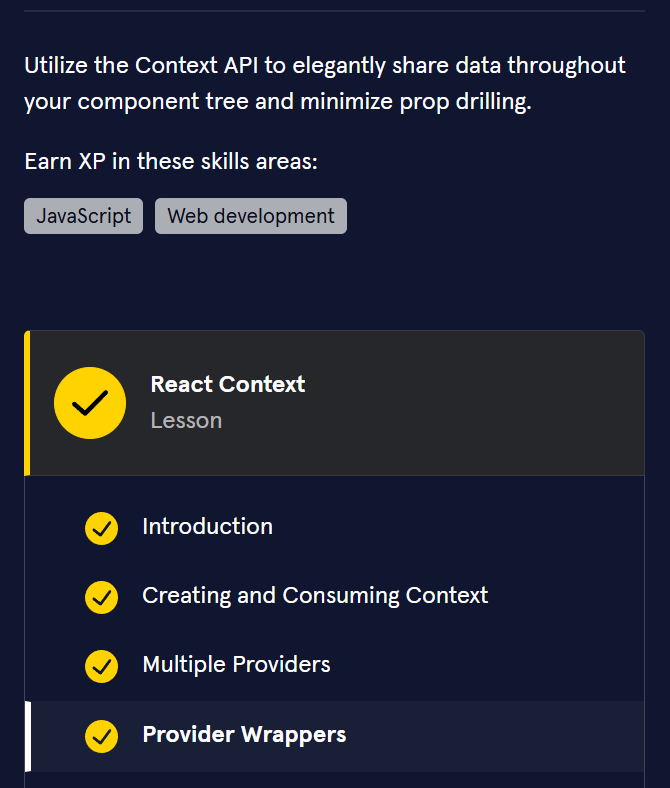 Utilize the Context API to elegantly share data throughout
your component tree and minimize prop drilling.
Earn XP in these skills areas:
JavaScript Web development
React Context
Lesson
Introduction
Creating and Consuming Context
Multiple Providers
Provider Wrappers